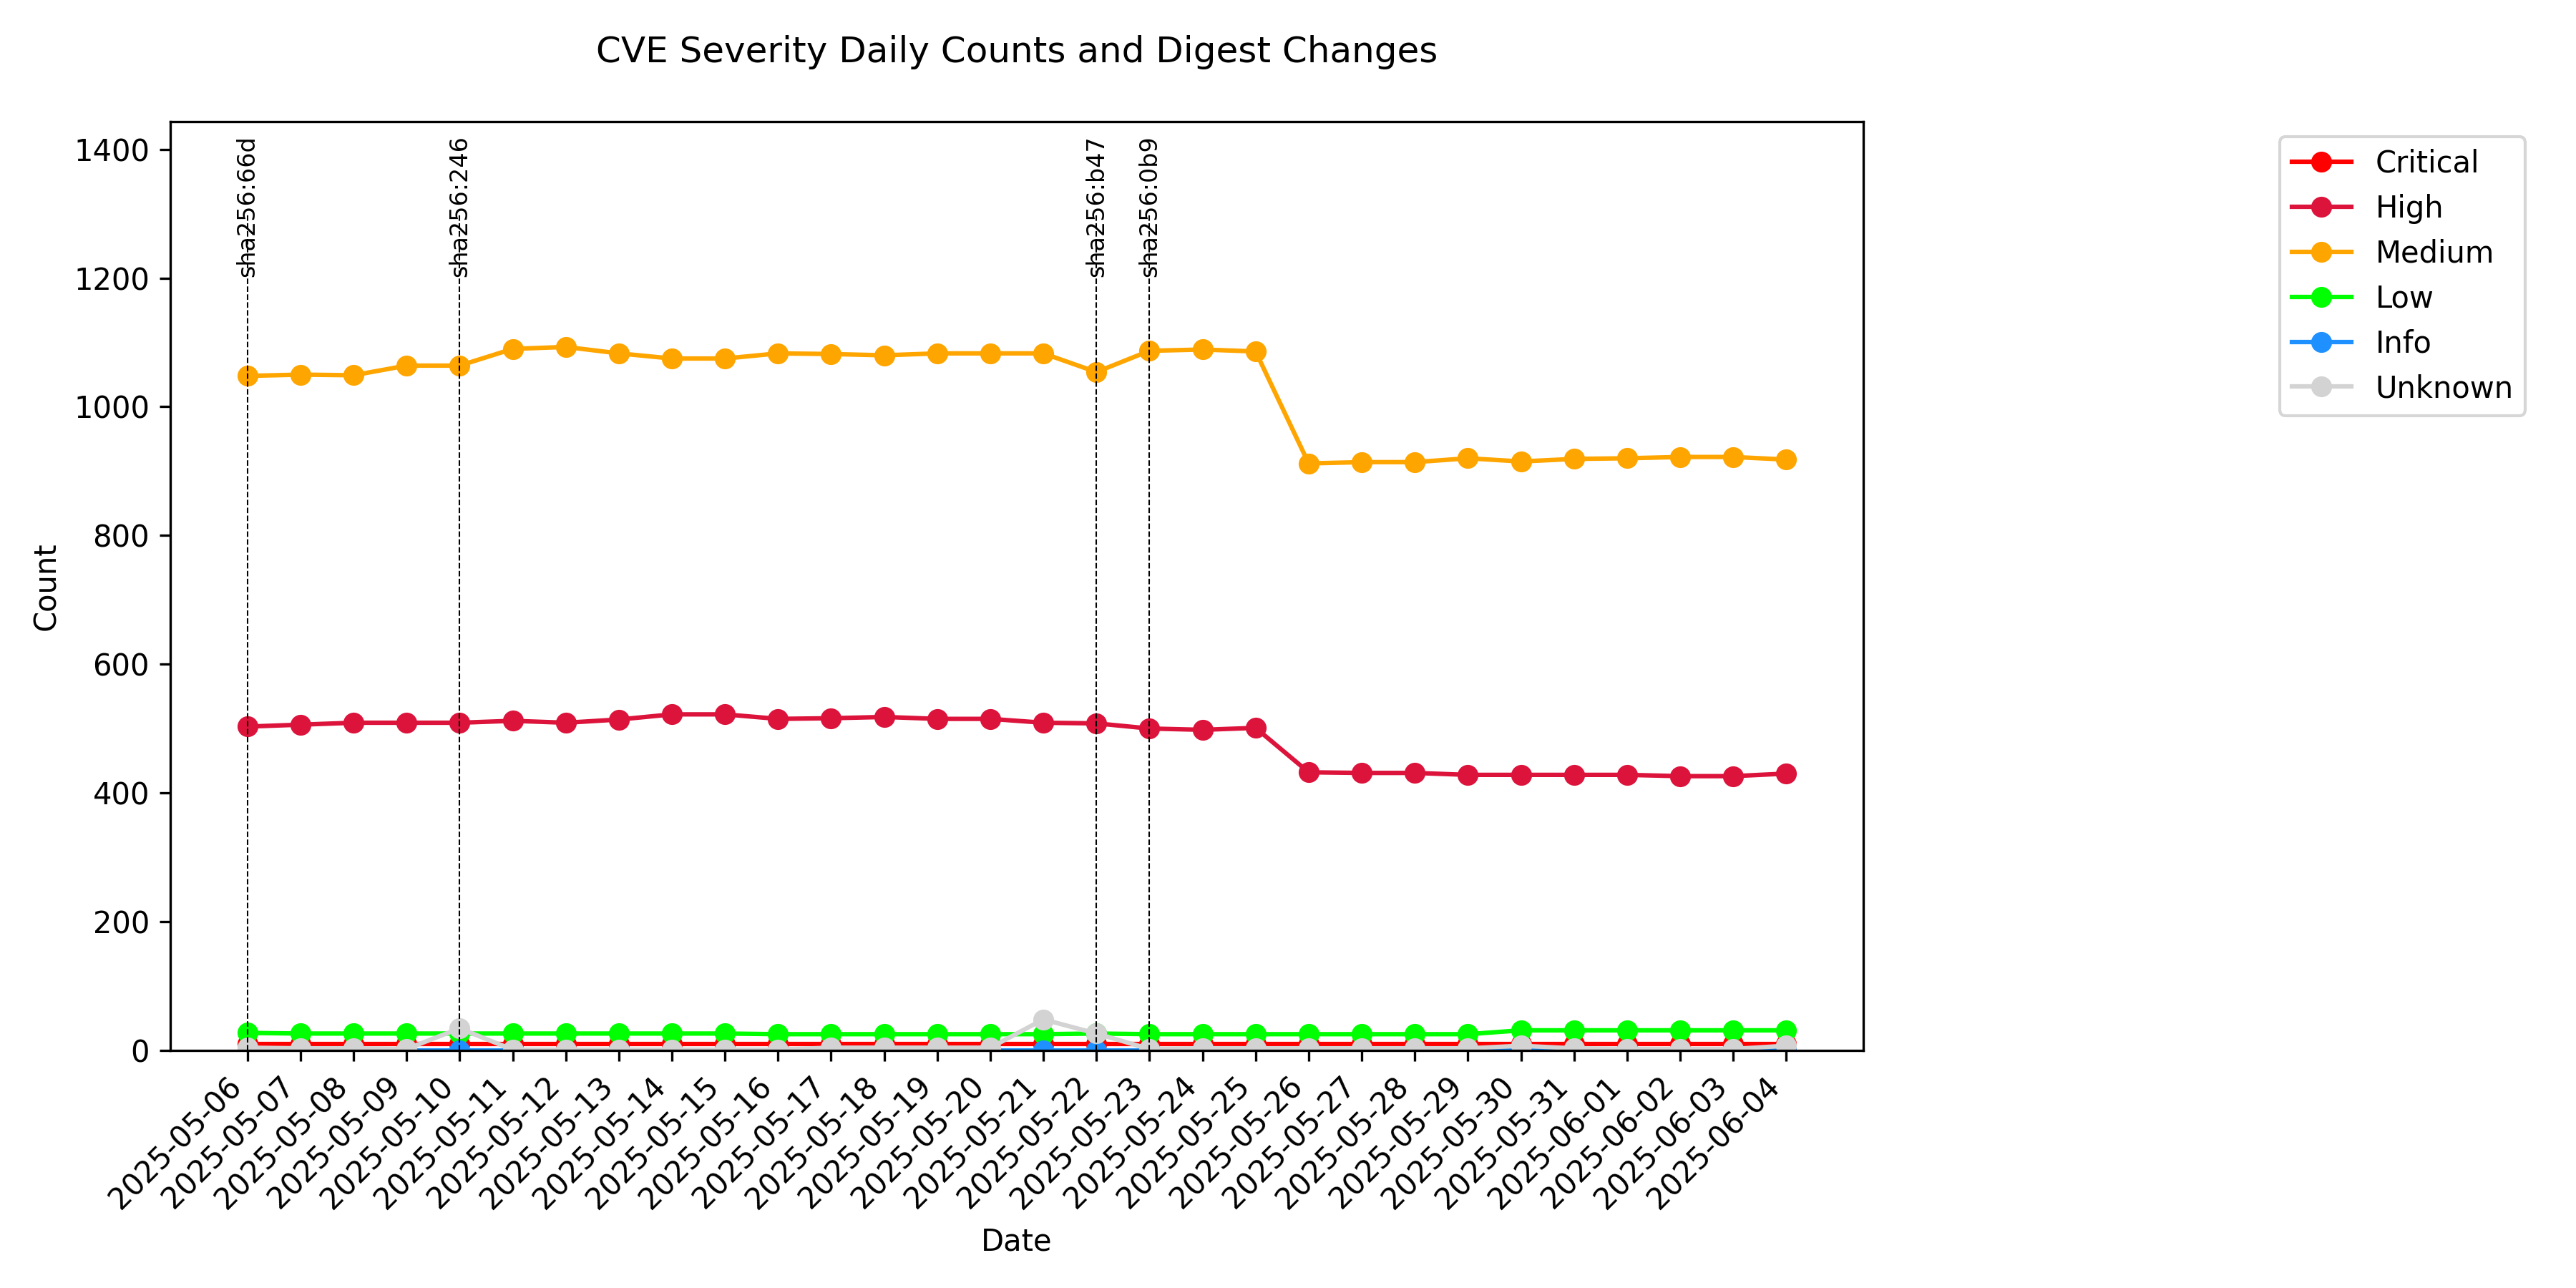 CVE Severity Daily Counts and Digest Changes
1400
1200
1000
800
600
400
200
0
Count
sha256:66d
sha256:246
sha256:b47
sha256:0b9
2025-05-06
2025-05-07
2025-05-08
2025-05-09
2025-05-10
2025-05-11
2025-05-12
2025-05-13
2025-05-14
2025-05-15
2025-05-16
2025-05-17
2025-05-18
2025-05-19
2025-05-20
2025-05-21
2025-05-22
2025-05-23
2025-05-24
2025-05-25
2025-05-26
2025-05-27
2025-05-28
2025-05-29
2025-05-30
2025-05-31
2025-06-01
2025-06-02
2025-06-03
2025-06-04
Date
Critical
High
Medium
Low
Info
Unknown